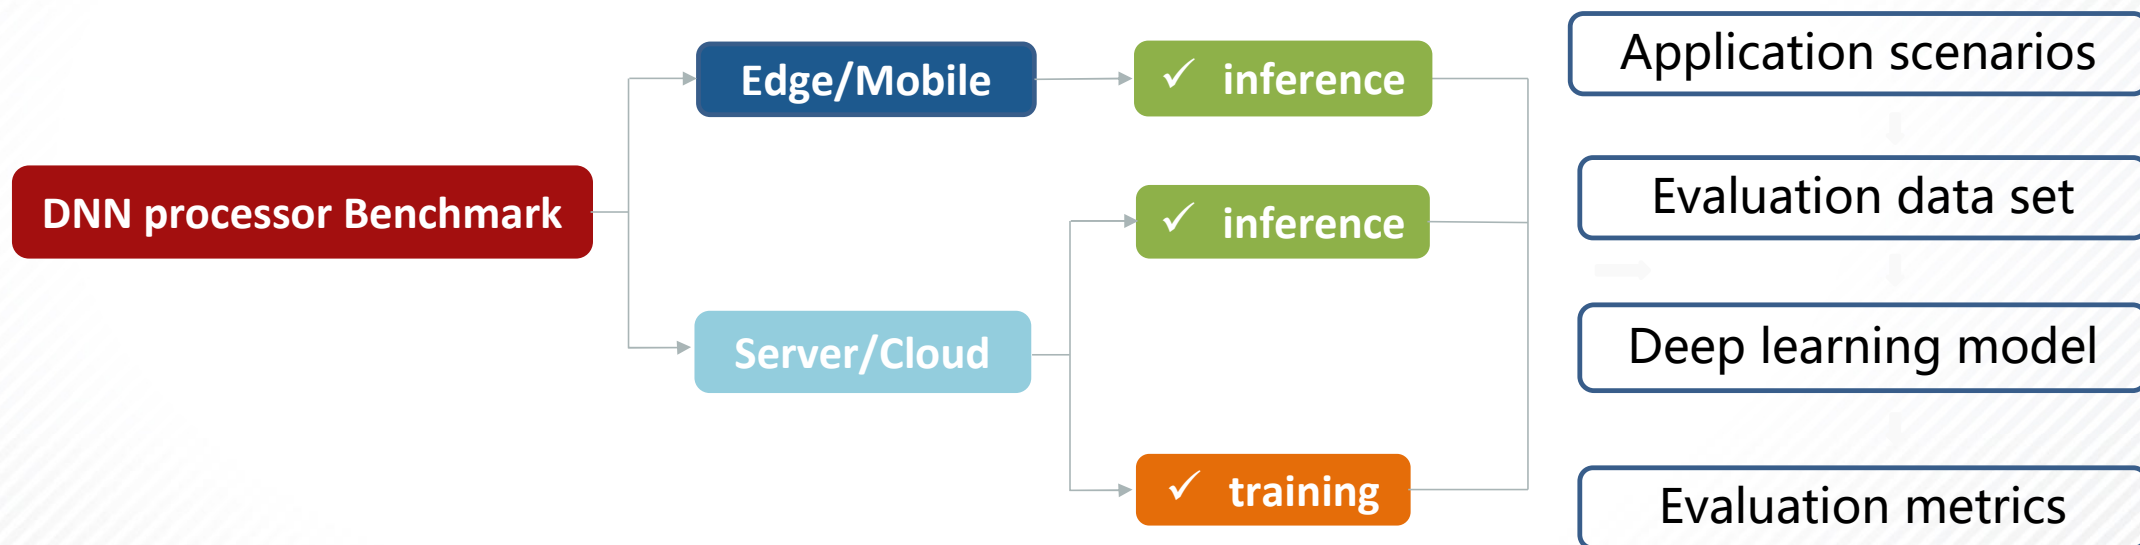 DNN processor Benchmark
Edge/Mobile
✓ inference
Server/Cloud
✓ inference
✓ training
Application scenarios
Evaluation data set
Deep learning model
Evaluation metrics